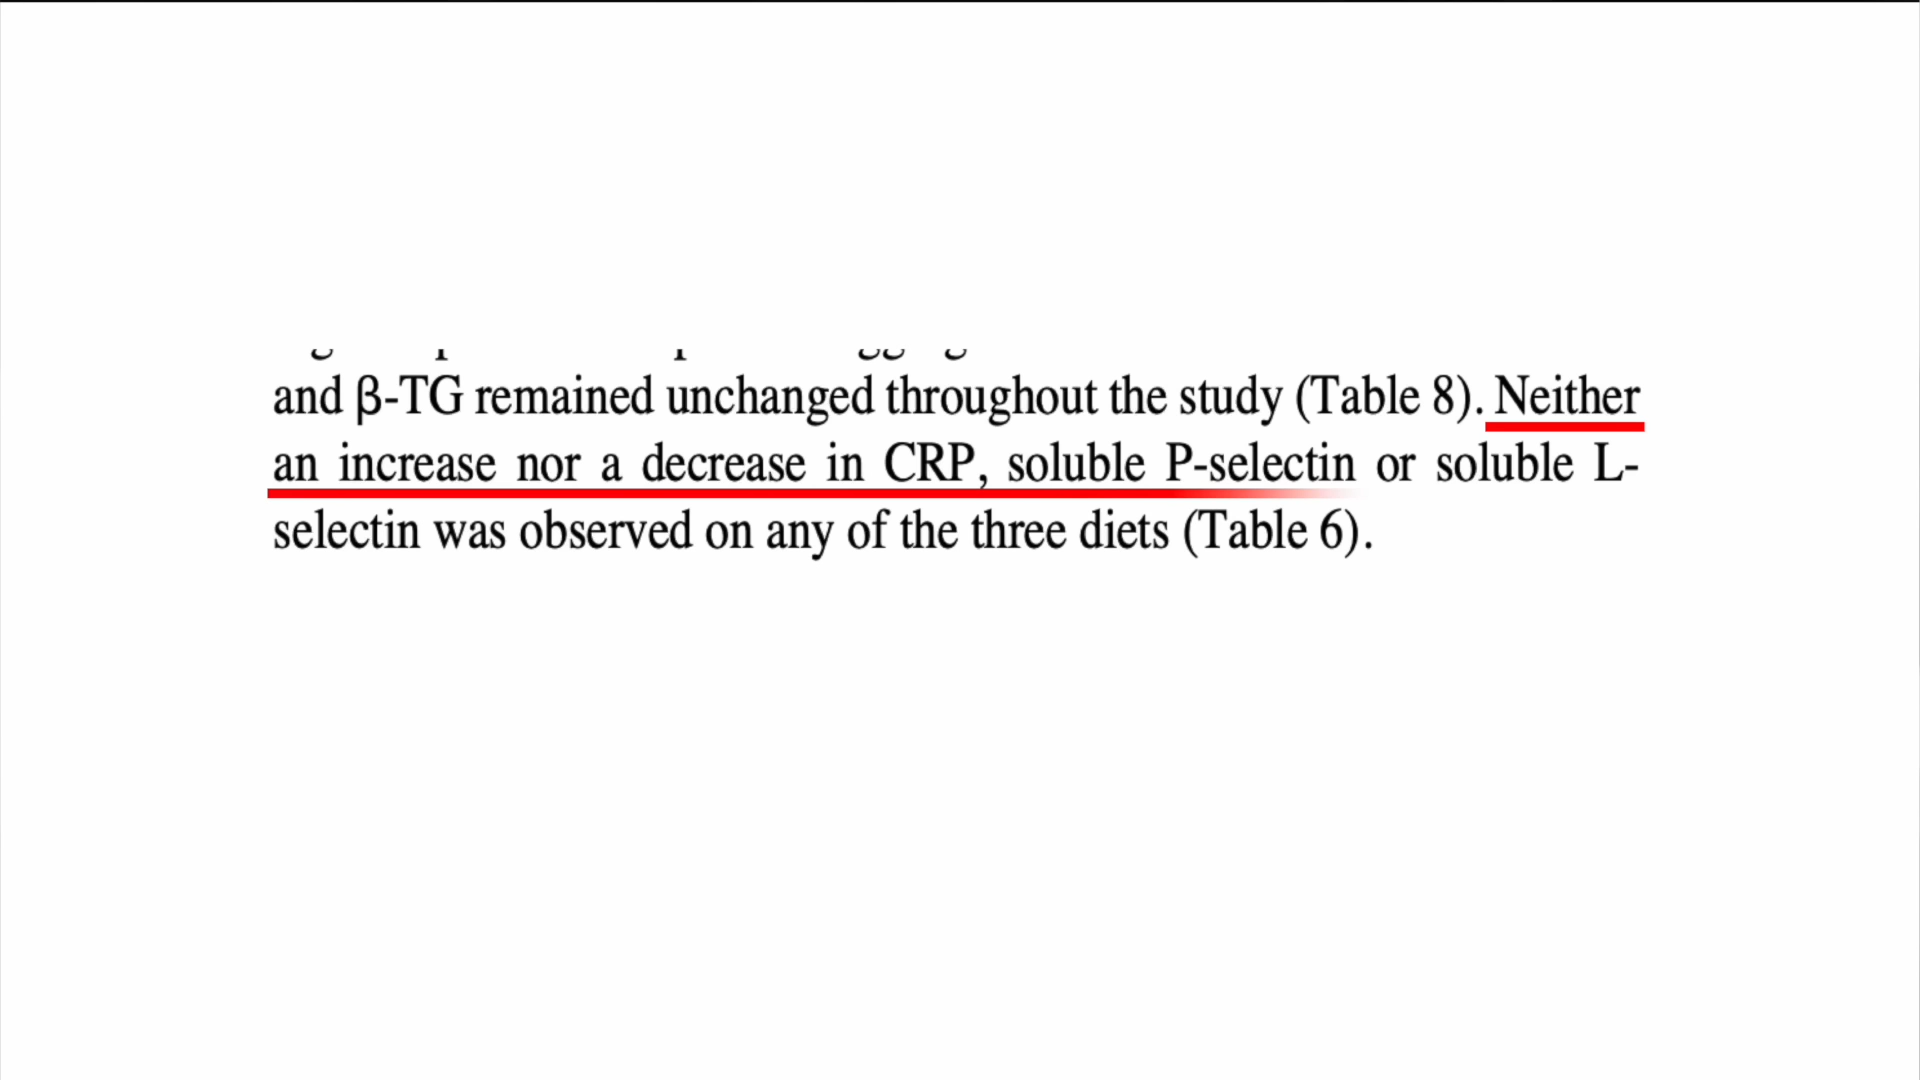 and β-TG remained unchanged throughout the study (Table 8). Neither
an increase nor a decrease in CRP, soluble P-selectin or soluble L-
selectin was observed on any of the three diets (Table 6).